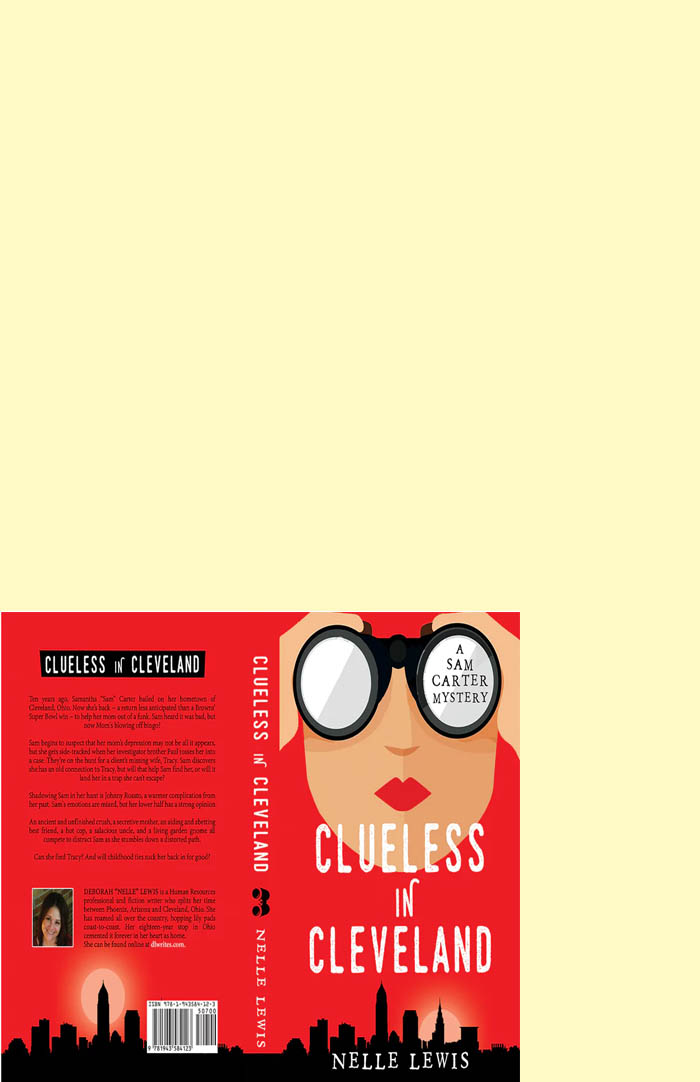 CLUELESS IN CLEVELAND
Ten years ago, Samantha "Sam" Carter bailed on her hometown of
Cleveland, Ohio. Now she's back – a return less anticipated than a Browns'
Super Bowl win – to help her mom out of a funk. Sam heard it was bad, but
now Mom's blowing off bingo?
Sam begins to suspect that her mom's depression may not be all it appears,
but she gets side-tracked when her investigator brother Paul tosses her into
a case. They're on the hunt for a client's missing wife, Tracy. Sam discovers
she has an old connection to Tracy, but will that help Sam find her, or will it
land her in a trap she can't escape?
Shadowing Sam in her hunt is Johnny Rosato, a warmer complication from
her past. Sam's emotions are mixed, but her lower half has a strong opinion
An ancient and unfinished crush, a secretive mother, an aiding and abetting
best friend, a hot cop, a salacious uncle, and a living garden gnome all
compete to distract Sam as she stumbles down a distorted path.
Can she find Tracy? And will childhood ties suck her back in for good?
DEBORAH "NELLE" LEWIS is a Human Resources
professional and fiction writer who splits her time
between Phoenix, Arizona and Cleveland, Ohio. She
has roamed all over the country, hopping lily pads
coast-to-coast. Her eighteen-year stop in Ohio
cemented it forever in her heart as home.
She can be found online at dlwrites.com.
ISBN 978-1-943584-12-3
50700
9 781943 584123
CLUELESS IN CLEVELAND
NELLE LEWIS
A
SAM
CARTER
MYSTERY
CLUELESS
IN
CLEVELAND
NELLE LEWIS